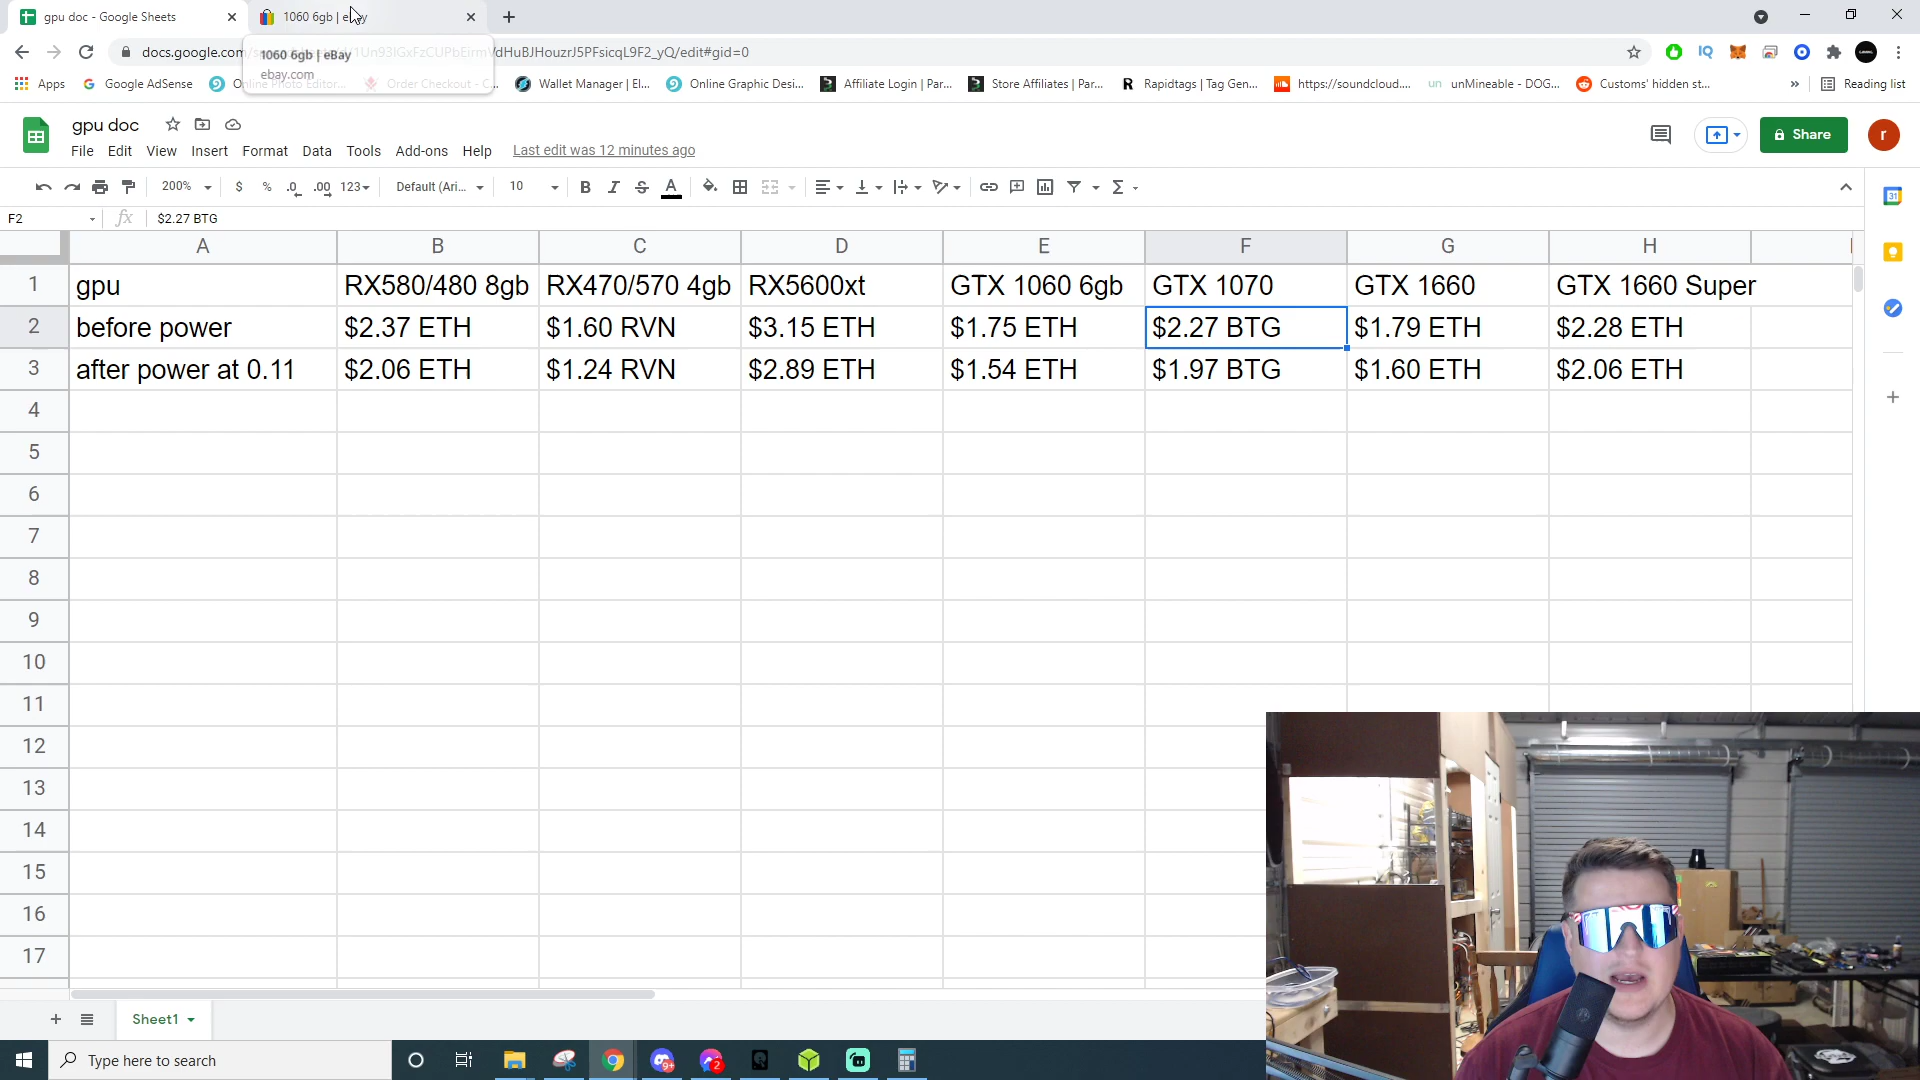 gpu doc - Google Sheets
1060 6gb | eBay
docs.google.com
dHuBJHouzrJ5PFsicqL9F2_yQ/edit#gid=0
1060 6gb | eBay
ebay.com
Apps
Google AdSense
Online Photo Editor...
Order Checkout - C...
Wallet Manager | El...
Online Graphic Desi...
Affiliate Login | Par...
Store Affiliates | Par...
Rapidtags | Tag Gen...
https://soundcloud....
unMineable - DOG...
Customs' hidden st...
Reading list
gpu doc
File Edit View Insert Format Data Tools Add-ons Help Last edit was 12 minutes ago
Share
r
200% $ % .0 .00 123 Default (Ari... 10 B I S A
F2 fx $2.27 BTG
A B C D E F G H
1 gpu RX580/480 8gb RX470/570 4gb RX5600xt GTX 1060 6gb GTX 1070 GTX 1660 GTX 1660 Super
2 before power $2.37 ETH $1.60 RVN $3.15 ETH $1.75 ETH $2.27 BTG $1.79 ETH $2.28 ETH
3 after power at 0.11 $2.06 ETH $1.24 RVN $2.89 ETH $1.54 ETH $1.97 BTG $1.60 ETH $2.06 ETH
4
5
6
7
8
9
10
11
12
13
14
15
16
17
Sheet1
Type here to search
9+
2